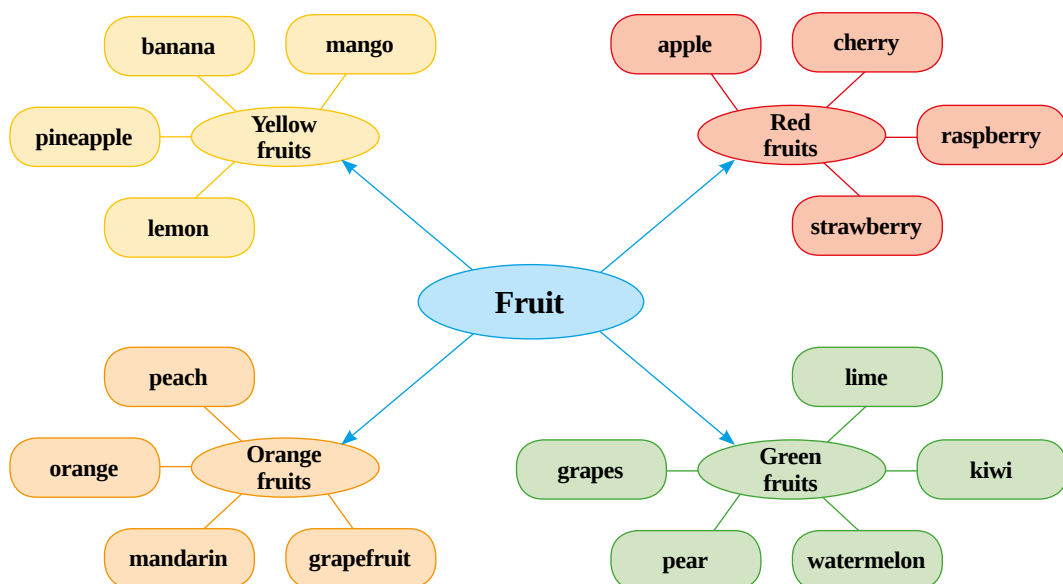 banana
mango
pineapple
Yellow
fruits
lemon
apple
cherry
Red
fruits
raspberry
strawberry
Fruit
peach
orange
Orange
fruits
mandarin
grapefruit
lime
grapes
Green
fruits
kiwi
pear
watermelon